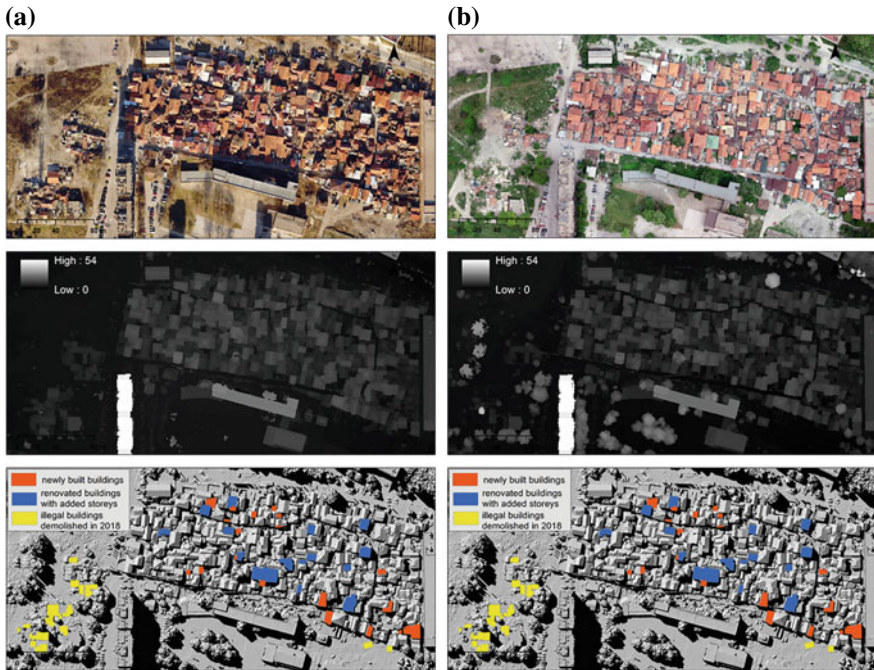 (a)
(b)
High : 54
Low : 0
High : 54
Low : 0
newly built buildings
renovated buildings
with added storeys
illegal buildings
demolished in 2018
newly built buildings
renovated buildings
with added storeys
illegal buildings
demolished in 2018